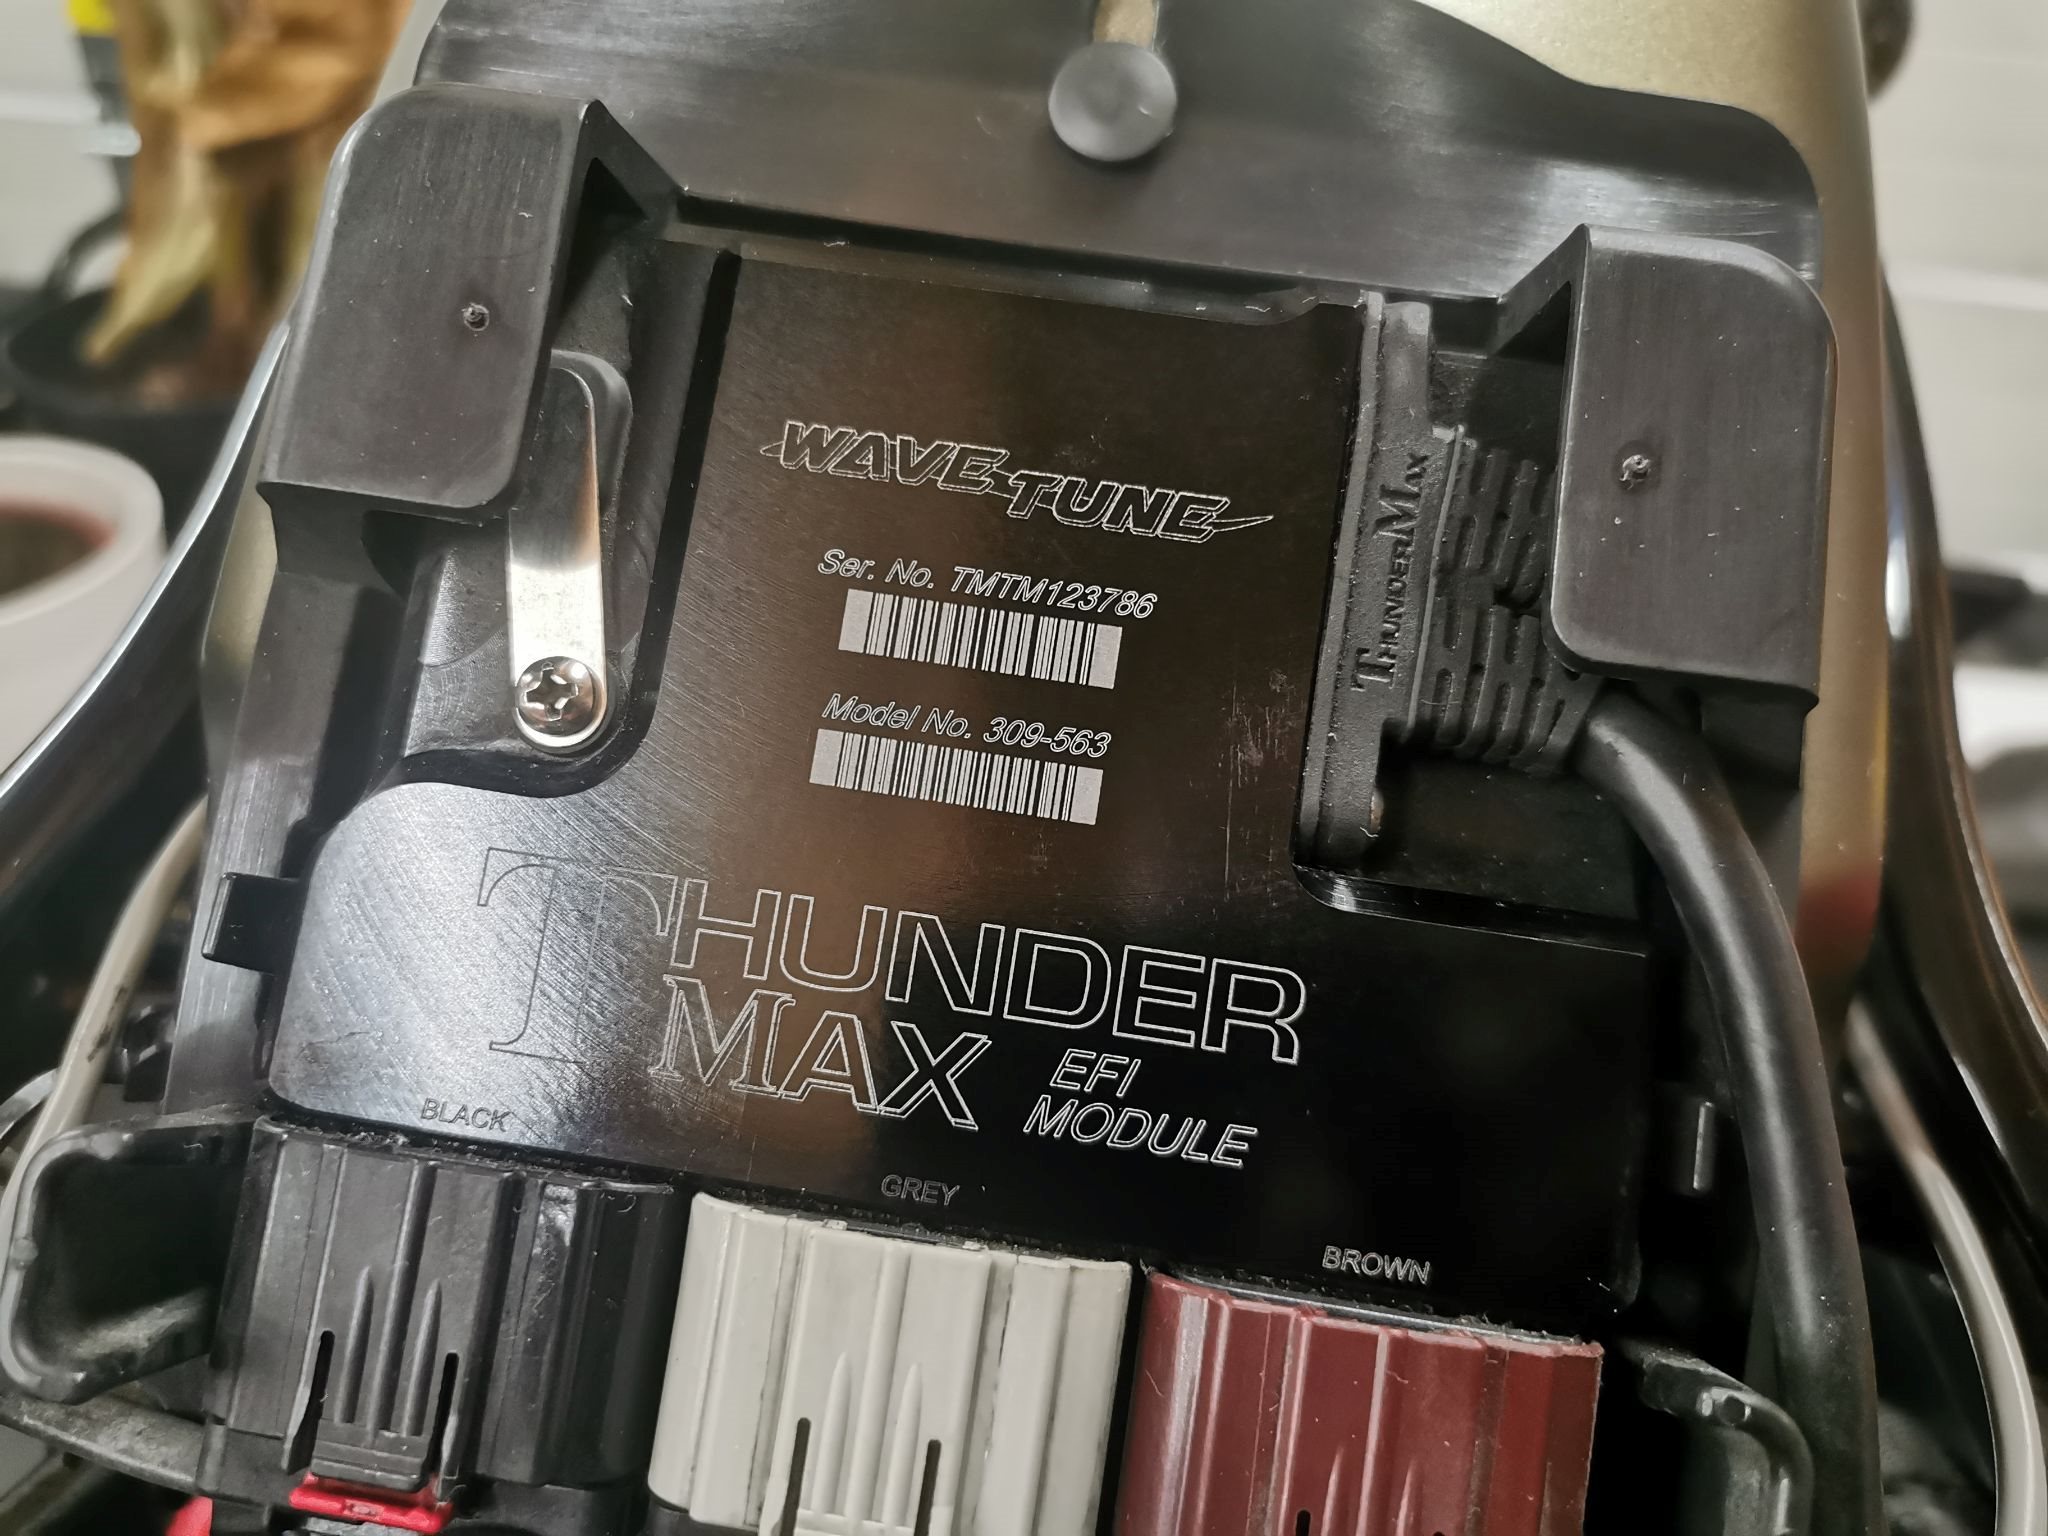 WAVE TUNE
Ser. No. TMTM123786
Model No. 309-563
THUNDERMAX
THUNDER
MAX
EFI
MODULE
BLACK
GREY
BROWN